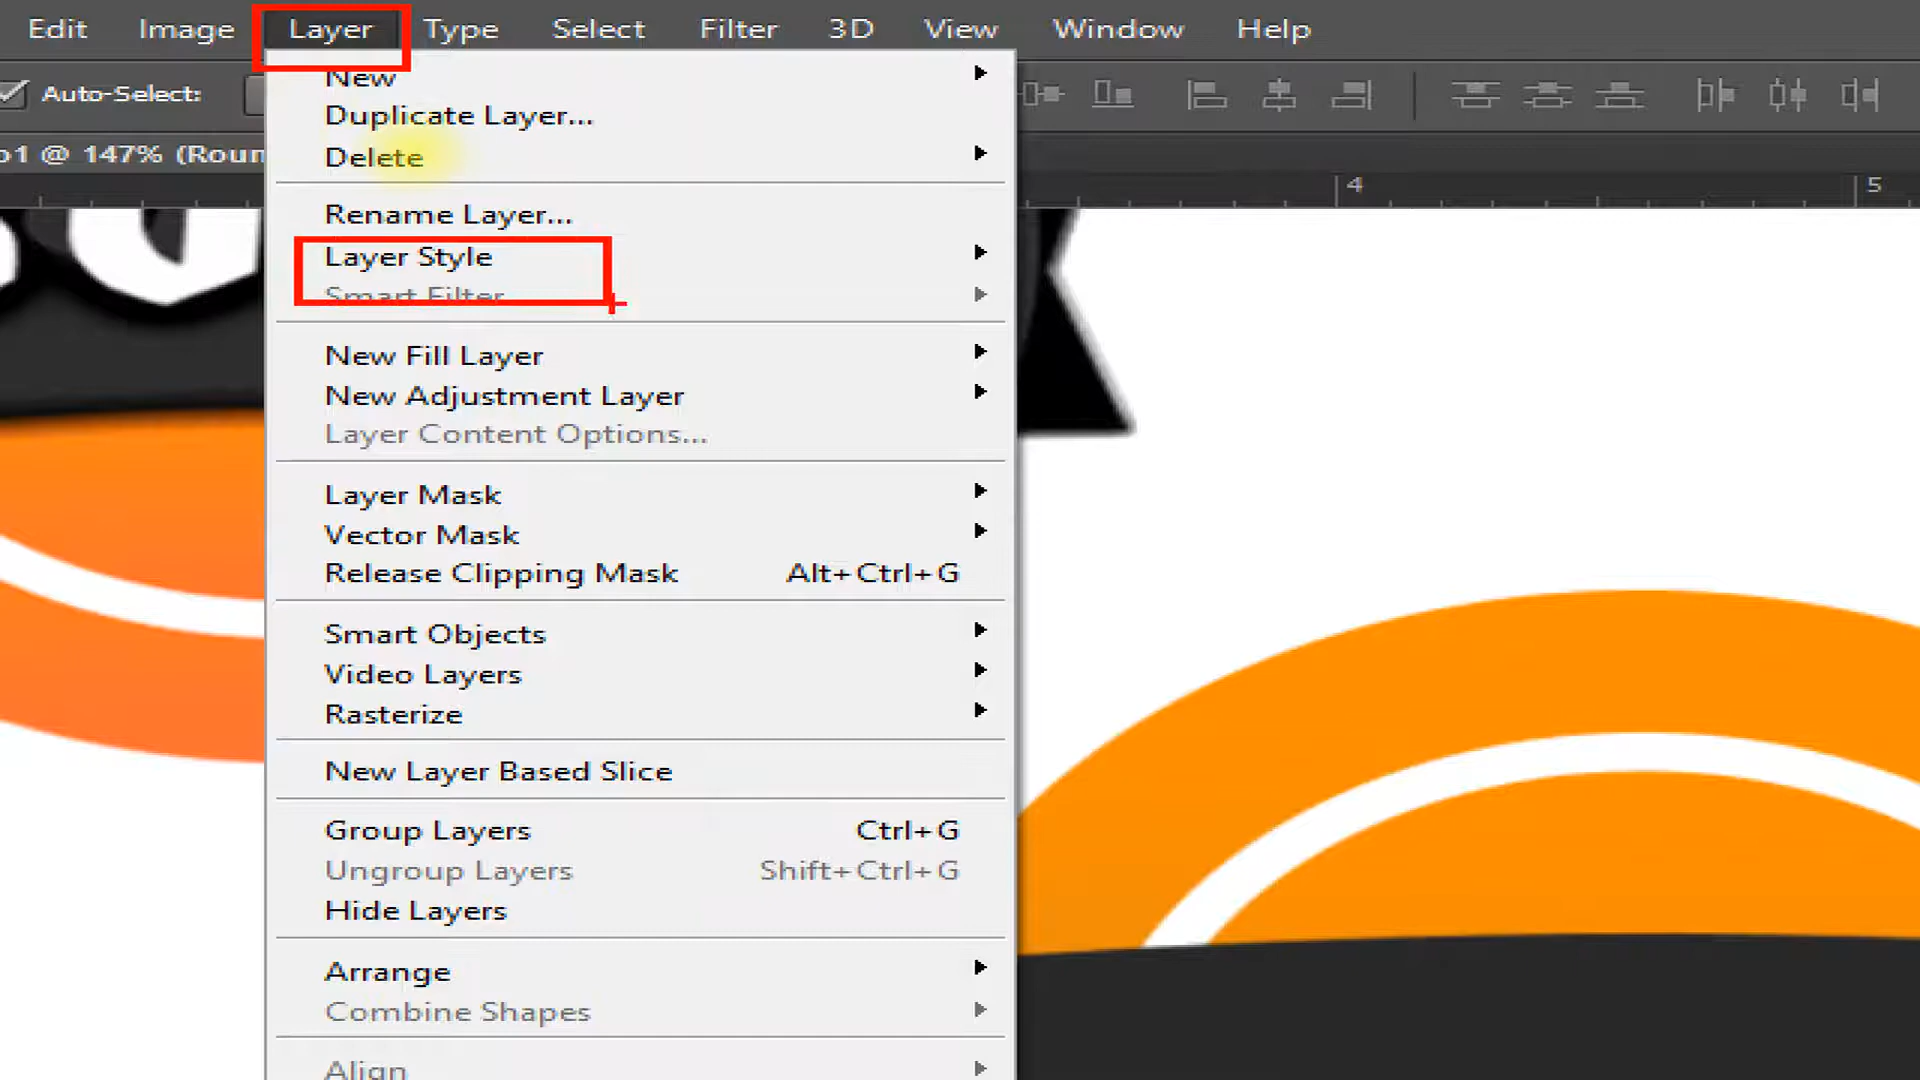 Edit Image Layer Type Select Filter 3D View Window Help
Auto-Select:
@ 147% (Roun
4 5
New
Duplicate Layer...
Delete
Rename Layer...
Layer Style
Smart Filter
New Fill Layer
New Adjustment Layer
Layer Content Options...
Layer Mask
Vector Mask
Release Clipping Mask Alt+Ctrl+G
Smart Objects
Video Layers
Rasterize
New Layer Based Slice
Group Layers Ctrl+G
Ungroup Layers Shift+Ctrl+G
Hide Layers
Arrange
Combine Shapes
Align